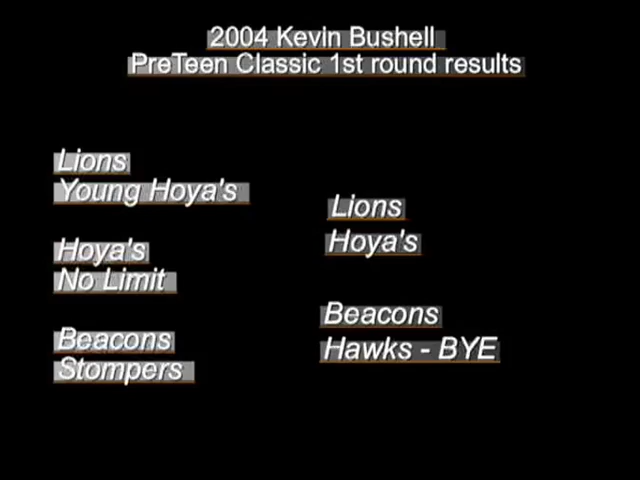 2004 Kevin Bushell
PreTeen Classic 1st round results
Lions
Young Hoya's
Hoya's
No Limit
Beacons
Stompers
Lions
Hoya's
Beacons
Hawks - BYE